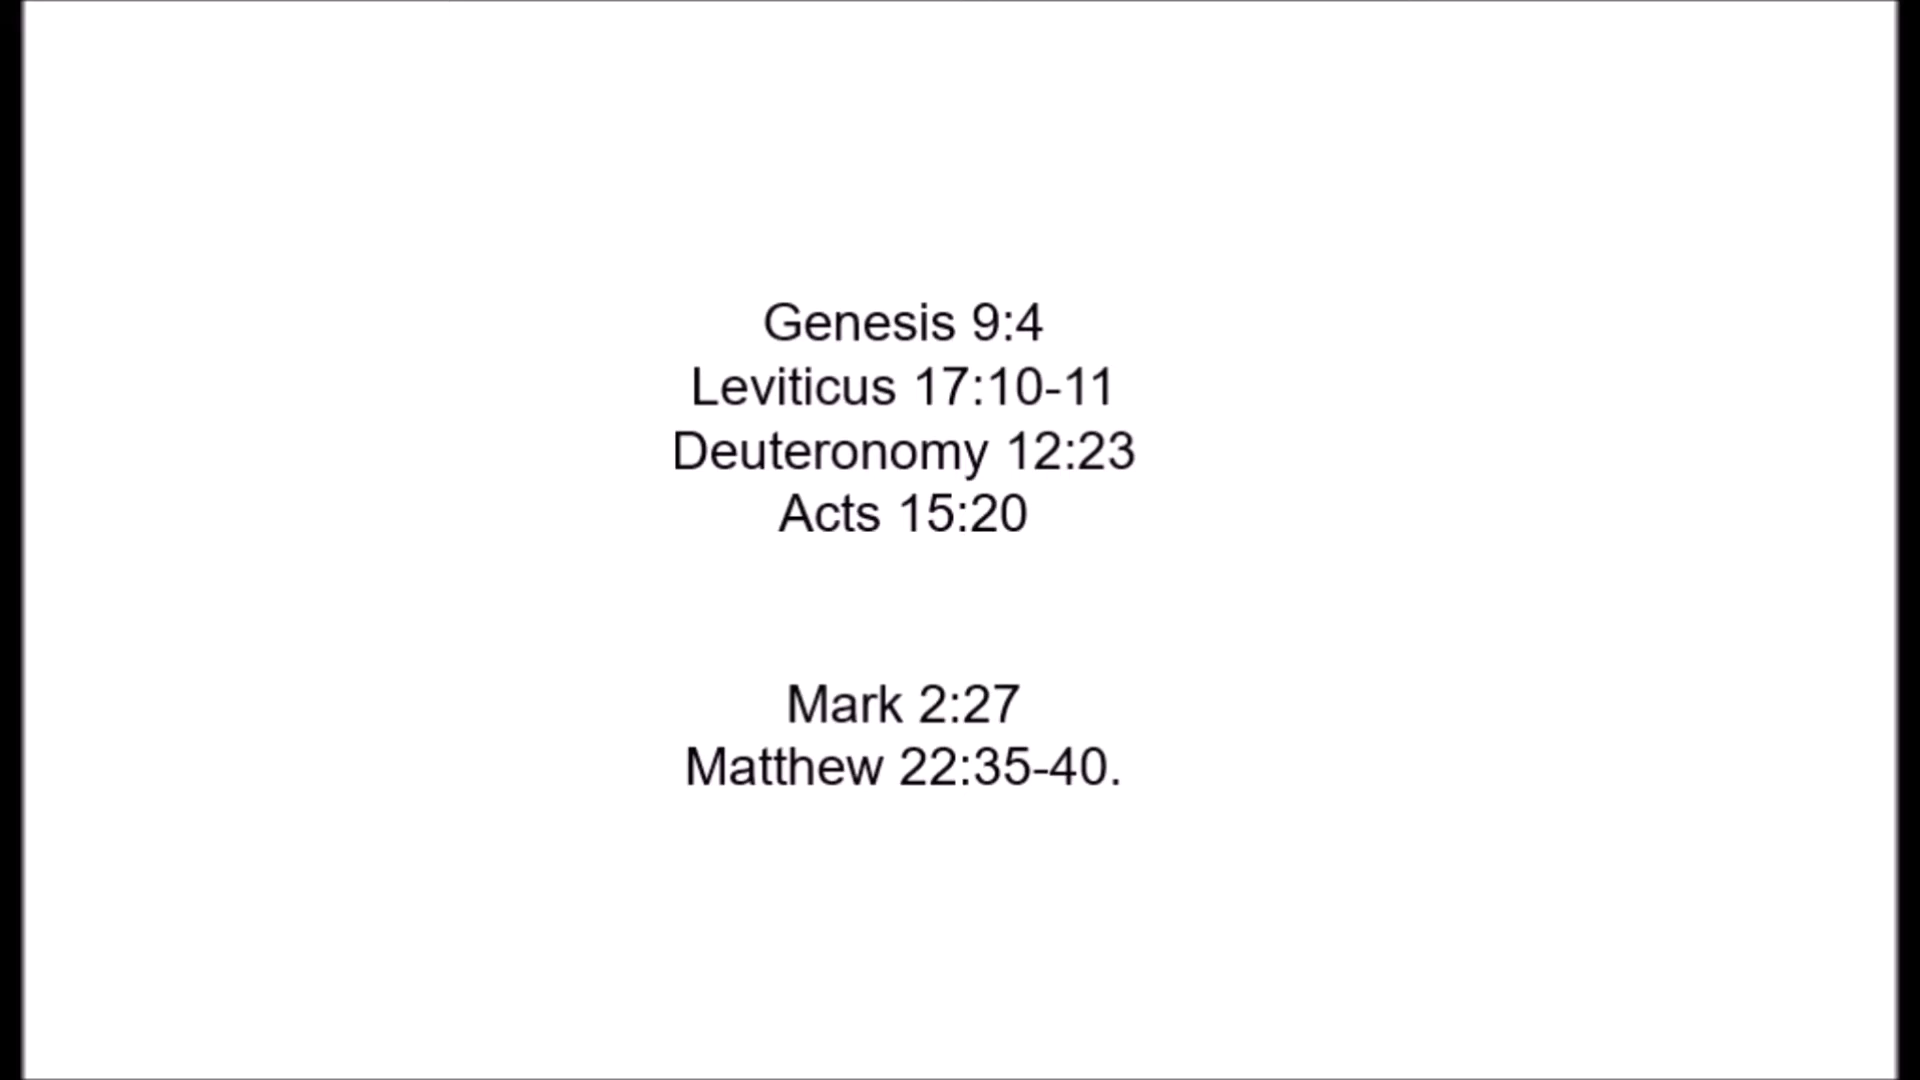 Genesis 9:4
Leviticus 17:10-11
Deuteronomy 12:23
Acts 15:20
Mark 2:27
Matthew 22:35-40.